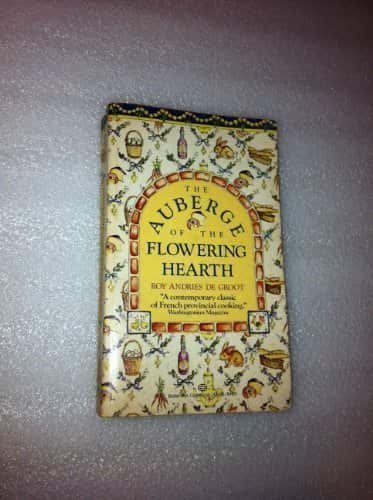 THE
AUBERGE
OF THE
FLOWERING
HEARTH
ROY ANDRIES DE GROOT
"A contemporary classic
of French provincial cooking."
Washingtonian Magazine